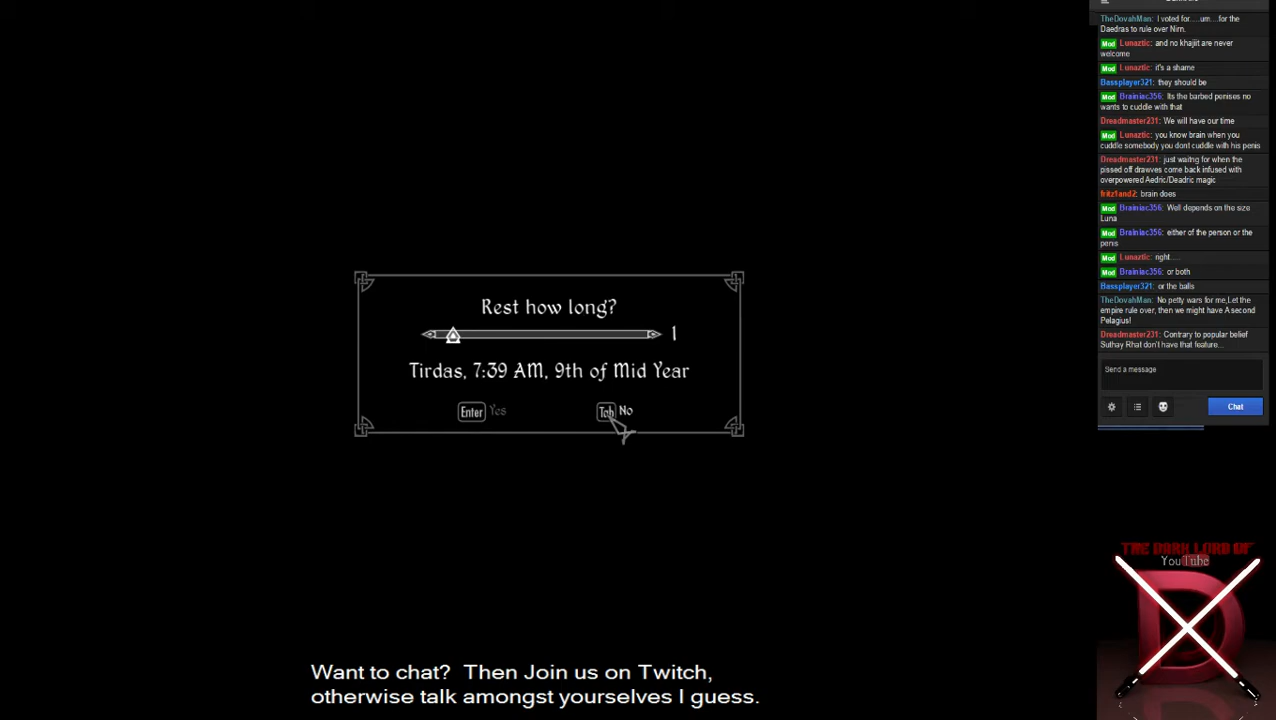 Rest how long?
1
Tirdas, 7:39 AM, 9th of Mid Year
Enter Yes
Tab No
Want to chat? Then Join us on Twitch,
otherwise talk amongst yourselves I guess.
TheDovahMan: I voted for.....um....for the
Daedras to rule over Nirn.
Mod Lunaztic: and no khajiit are never
welcome
Mod Lunaztic: it's a shame
Bassplayer321: they should be
Mod Brainiac356: Its the barbed penises no
wants to cuddle with that
Dreadmaster231: We will have our time
Mod Lunaztic: you know brain when you
cuddle somebody you dont cuddle with his penis
Dreadmaster231: just waitng for when the
pissed off drawves come back infused with
overpowered Aedric/Deadric magic
fritz1and2: brain does
Mod Brainiac356: Well depends on the size
Luna
Mod Brainiac356: either of the person or the
penis
Mod Lunaztic: right.....
Mod Brainiac356: or both
Bassplayer321: or the balls
TheDovahMan: No petty wars for me,Let the
empire rule over, then we might have A second
Pelagius!
Dreadmaster231: Contrary to popular belief
Suthay Rhat don't have that feature...
Send a message
Chat
THE DARK LORD OF
YouTube
D